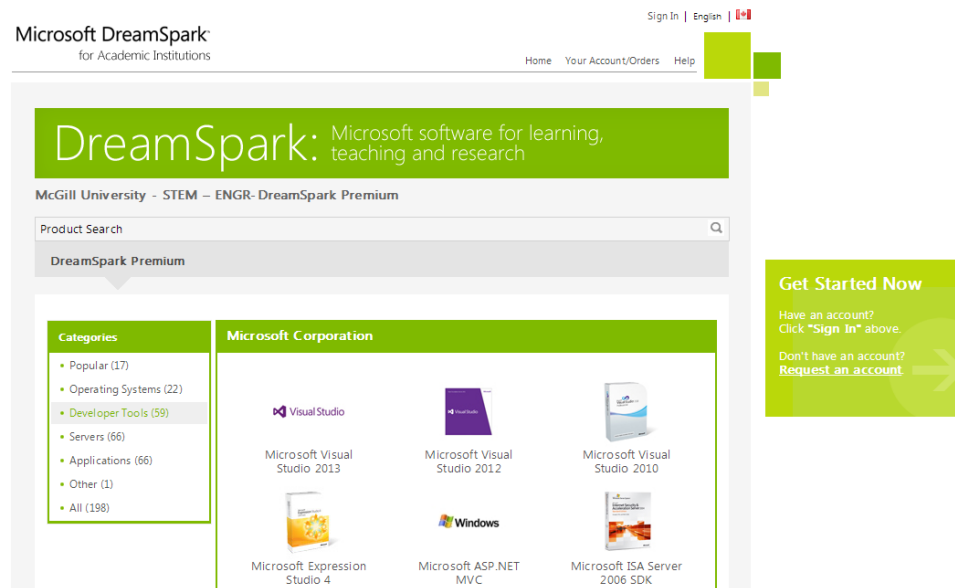 Sign In | English |
Microsoft DreamSpark
for Academic Institutions
Home Your Account/Orders Help
DreamSpark: Microsoft software for learning,
teaching and research
McGill University - STEM – ENGR- DreamSpark Premium
Product Search
DreamSpark Premium
Get Started Now
Have an account?
Click "Sign In" above.
Don't have an account?
Request an account.
Categories
• Popular (17)
• Operating Systems (22)
• Developer Tools (59)
• Servers (66)
• Applications (66)
• Other (1)
• All (198)
Microsoft Corporation
Visual Studio
Microsoft Visual
Studio 2013
Microsoft Visual
Studio 2012
Microsoft Visual
Studio 2010
Windows
Microsoft Expression
Studio 4
Microsoft ASP.NET
MVC
Microsoft ISA Server
2006 SDK